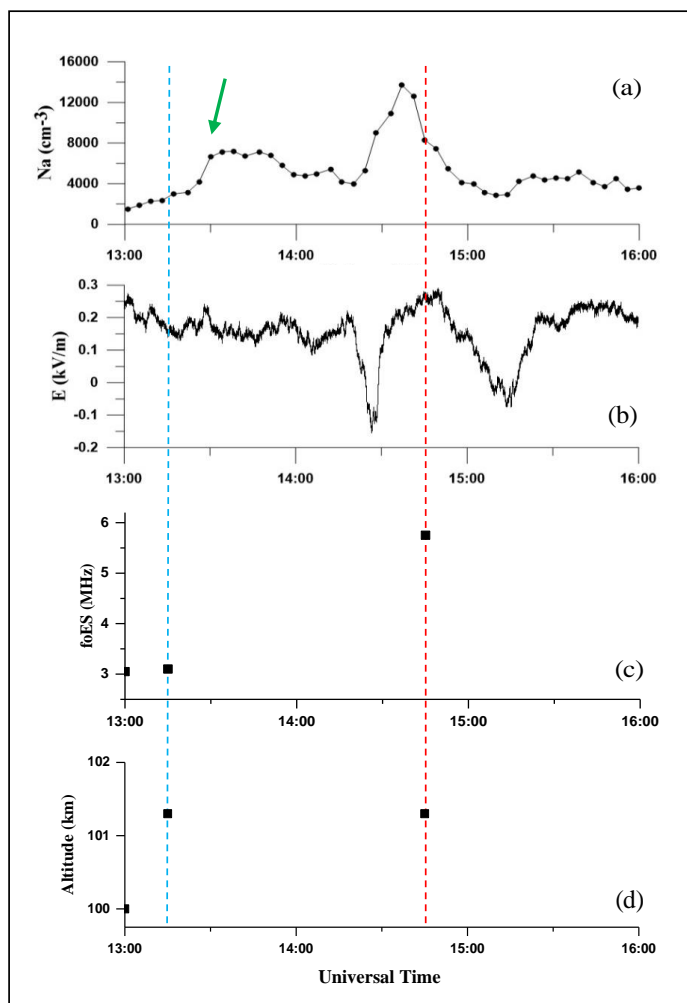 16000
(a)
12000
Na (cm-3)
8000
4000
0
13:00 14:00 15:00 16:00
0.3
0.2
E (kV/m)
0.1
0
-0.1
(b)
-0.2
13:00 14:00 15:00 16:00
6
foES (MHz)
5
4
3
(c)
13:00 14:00 15:00 16:00
102
Altitude (km)
101
100
(d)
13:00 14:00 15:00 16:00
Universal Time